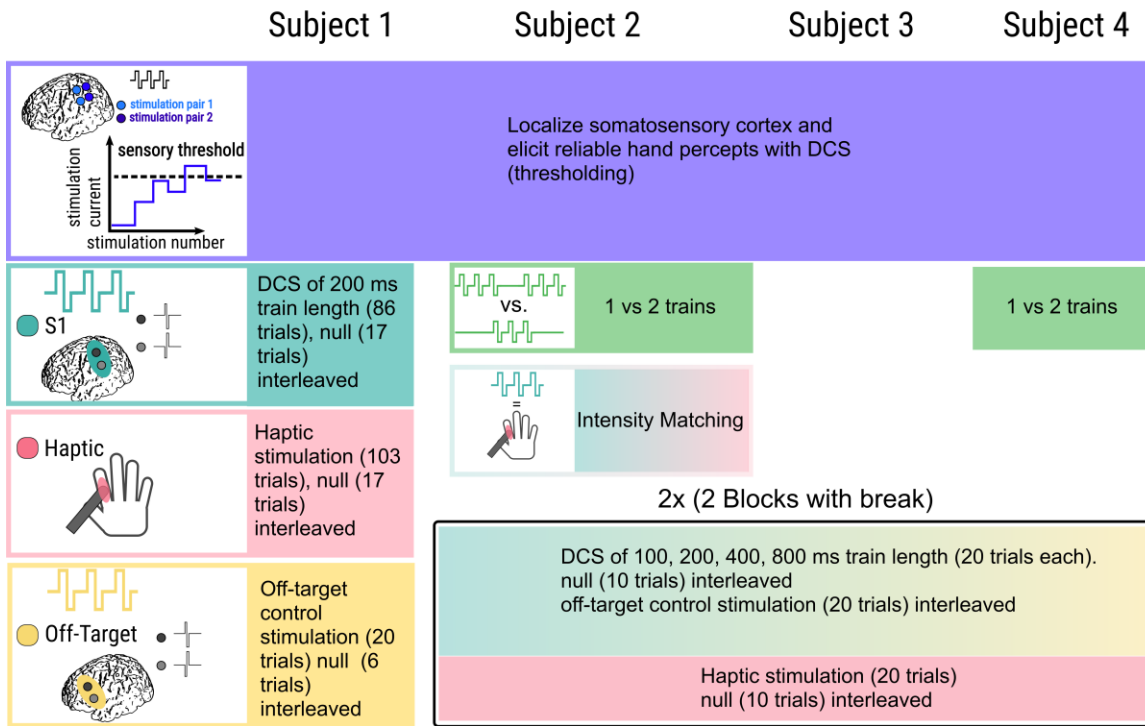 Subject 1
Subject 2
Subject 3
Subject 4
stimulation pair 1
stimulation pair 2
sensory threshold
stimulation
current
stimulation number
Localize somatosensory cortex and
elicit reliable hand percepts with DCS
(thresholding)
S1
DCS of 200 ms
train length (86
trials), null (17
trials)
interleaved
vs.
1 vs 2 trains
1 vs 2 trains
=
Intensity Matching
Haptic
Haptic
stimulation (103
trials), null (17
trials)
interleaved
2x (2 Blocks with break)
DCS of 100, 200, 400, 800 ms train length (20 trials each).
null (10 trials) interleaved
off-target control stimulation (20 trials) interleaved
Off-Target
Off-target
control
stimulation (20
trials) null (6
trials)
interleaved
Haptic stimulation (20 trials)
null (10 trials) interleaved